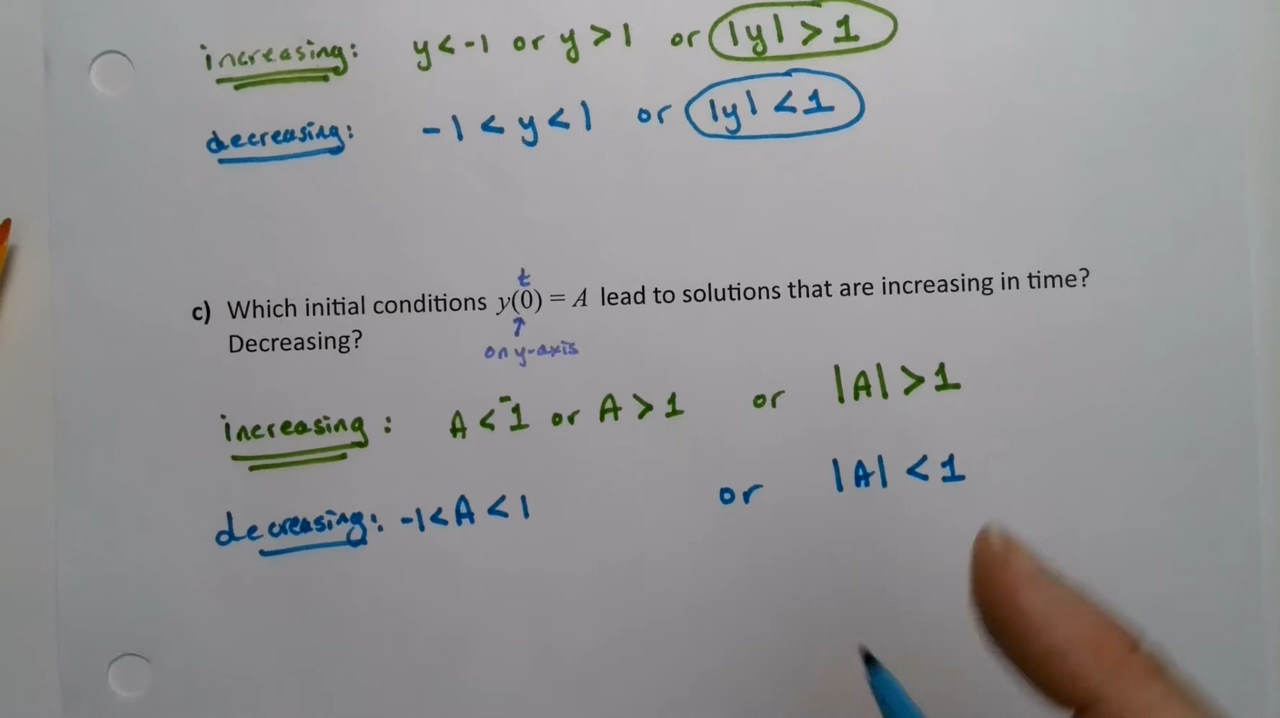 increasing: y < -1 or y > 1 or |y| > 1
decreasing: -1 < y < 1 or |y| < 1
t
c) Which initial conditions y(0) = A lead to solutions that are increasing in time?
↑
Decreasing?
on y-axis
increasing: A < -1 or A > 1 or |A| > 1
decreasing: -1 < A < 1 or |A| < 1